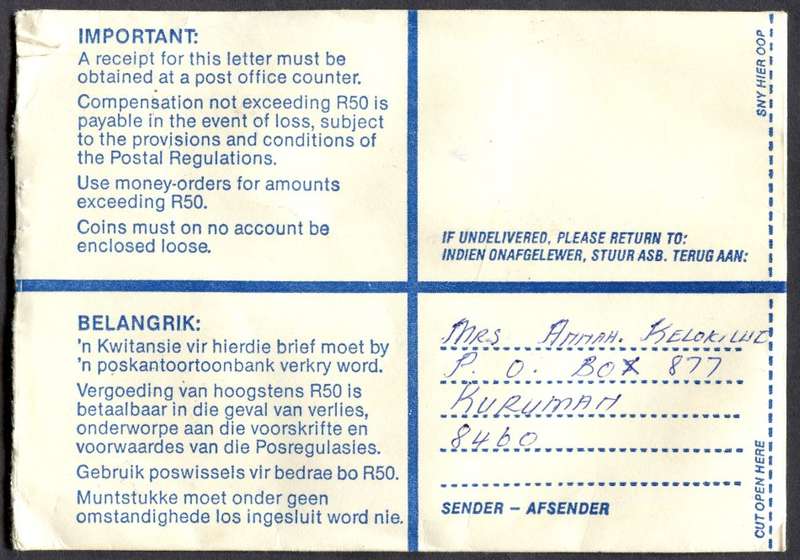 IMPORTANT:
A receipt for this letter must be
obtained at a post office counter.
Compensation not exceeding R50 is
payable in the event of loss, subject
to the provisions and conditions of
the Postal Regulations.
Use money-orders for amounts
exceeding R50.
Coins must on no account be
enclosed loose.
SNY HIER OOP
IF UNDELIVERED, PLEASE RETURN TO:
INDIEN ONAFGELEWER, STUUR ASB. TERUG AAN:
BELANGRIK:
'n Kwitansie vir hierdie brief moet by
'n poskantoortoonbank verkry word.
Vergoeding van hoogstens R50 is
betaalbaar in die geval van verlies,
onderworpe aan die voorskrifte en
voorwaardes van die Posregulasies.
Gebruik poswissels vir bedrae bo R50.
Muntstukke moet onder geen
omstandighede los ingesluit word nie.
MRS AMMAH.
P. O. BOX 877
KURUMAN
8460
SENDER – AFSENDER
CUT OPEN HERE